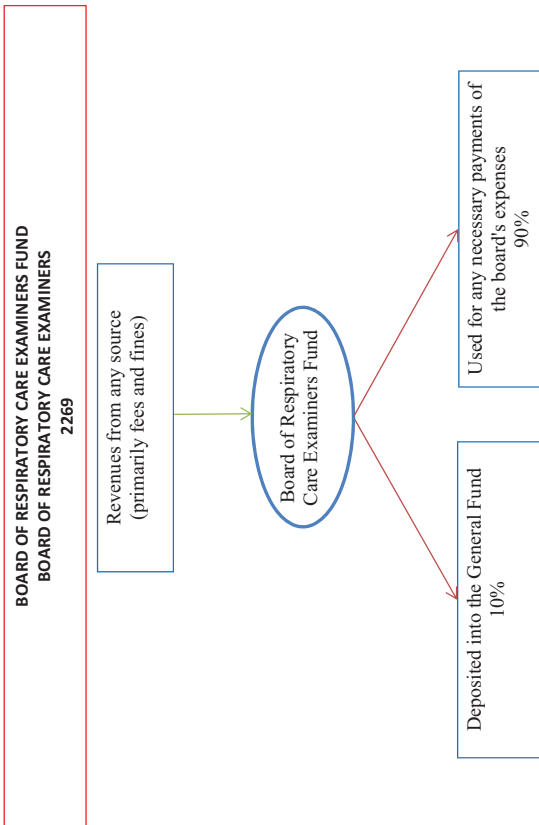 BOARD OF RESPIRATORY CARE EXAMINERS FUND
BOARD OF RESPIRATORY CARE EXAMINERS
2269
Revenues from any source
(primarily fees and fines)
Board of Respiratory
Care Examiners Fund
Deposited into the General Fund
10%
Used for any necessary payments of
the board's expenses
90%